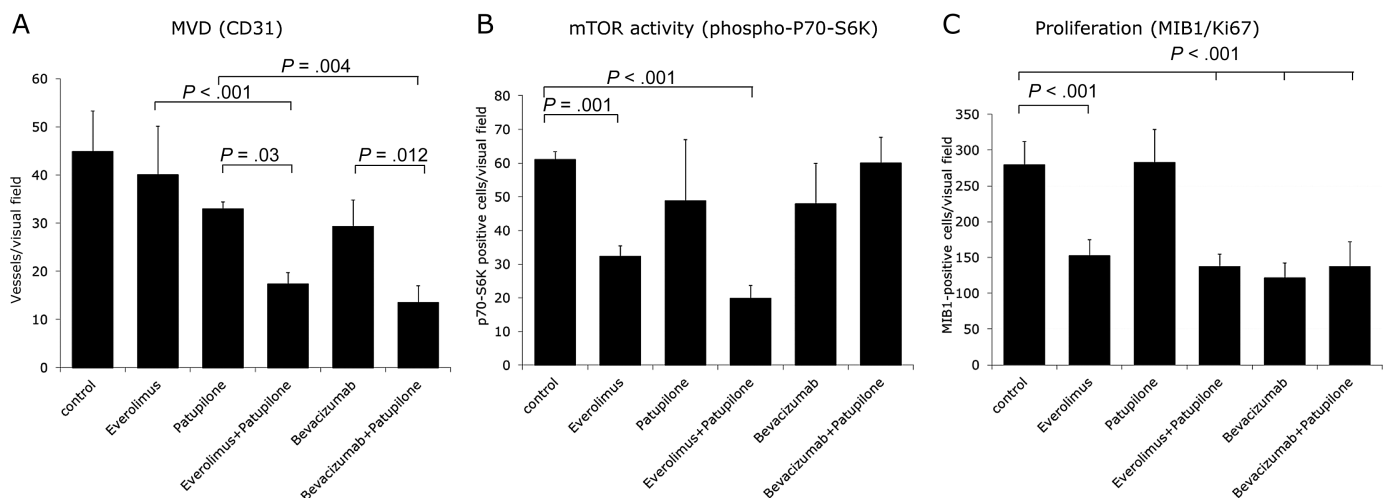 A
MVD (CD31)
P = .004
P < .001
P = .03
P = .012
Vessels/visual field
60
50
40
30
20
10
0
control
Everolimus
Patupilone
Everolimus+Patupilone
Bevacizumab
Bevacizumab+Patupilone
B
mTOR activity (phospho-P70-S6K)
P < .001
P = .001
p70-S6K positive cells/visual field
80
70
60
50
40
30
20
10
0
control
Everolimus
Patupilone
Everolimus+Patupilone
Bevacizumab
Bevacizumab+Patupilone
C
Proliferation (MIB1/Ki67)
P < .001
P < .001
MIB1-positive cells/visual field
350
300
250
200
150
100
50
0
control
Everolimus
Patupilone
Everolimus+Patupilone
Bevacizumab
Bevacizumab+Patupilone